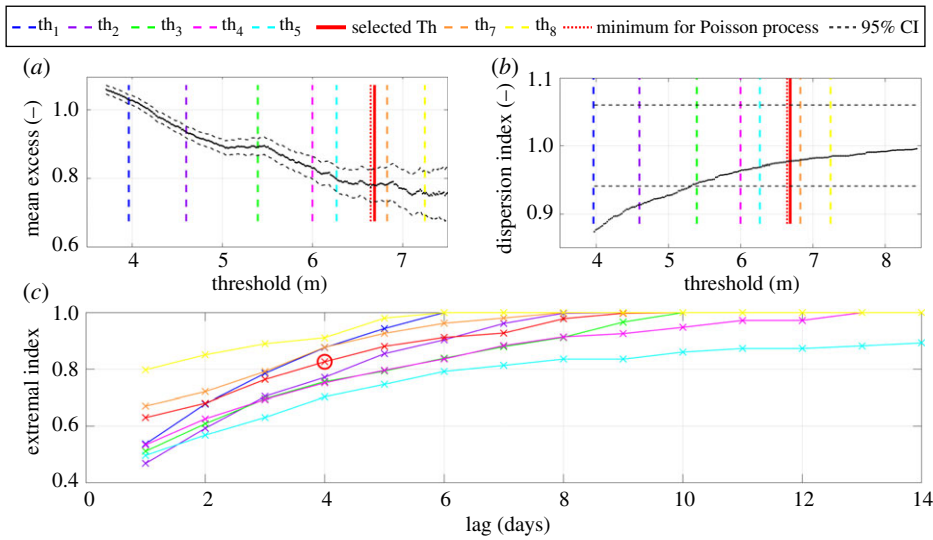 th1 th2 th3 th4 th5 selected Th th7 th8 minimum for Poisson process 95% CI
(a)
mean excess (–)
1.0
0.8
0.6
4 5 6 7
threshold (m)
(b)
dispersion index (–)
1.1
1.0
0.9
4 5 6 7 8
threshold (m)
(c)
extremal index
1.0
0.8
0.6
0.4
0 2 4 6 8 10 12 14
lag (days)